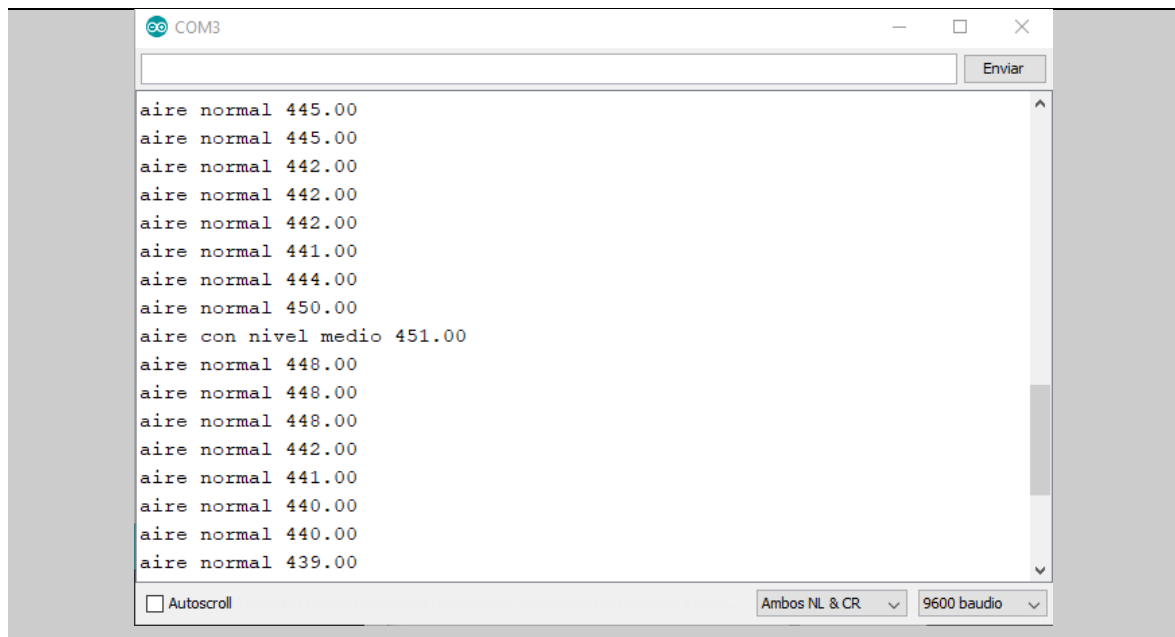 COM3
Enviar
aire normal 445.00
aire normal 445.00
aire normal 442.00
aire normal 442.00
aire normal 442.00
aire normal 441.00
aire normal 444.00
aire normal 450.00
aire con nivel medio 451.00
aire normal 448.00
aire normal 448.00
aire normal 448.00
aire normal 442.00
aire normal 441.00
aire normal 440.00
aire normal 440.00
aire normal 439.00
Autoscroll Ambos NL & CR 9600 baudio